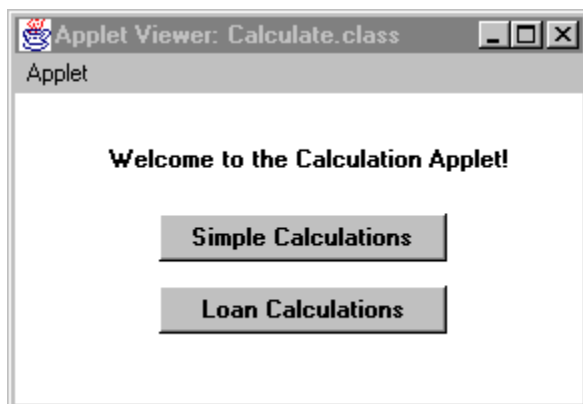 Applet Viewer: Calculate.class
Applet
Welcome to the Calculation Applet!
Simple Calculations
Loan Calculations